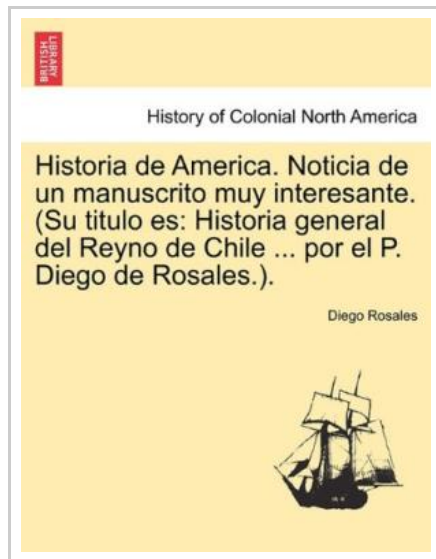 BRITISH
LIBRARY
History of Colonial North America
Historia de America. Noticia de
un manuscrito muy interesante.
(Su titulo es: Historia general
del Reyno de Chile ... por el P.
Diego de Rosales.).
Diego Rosales